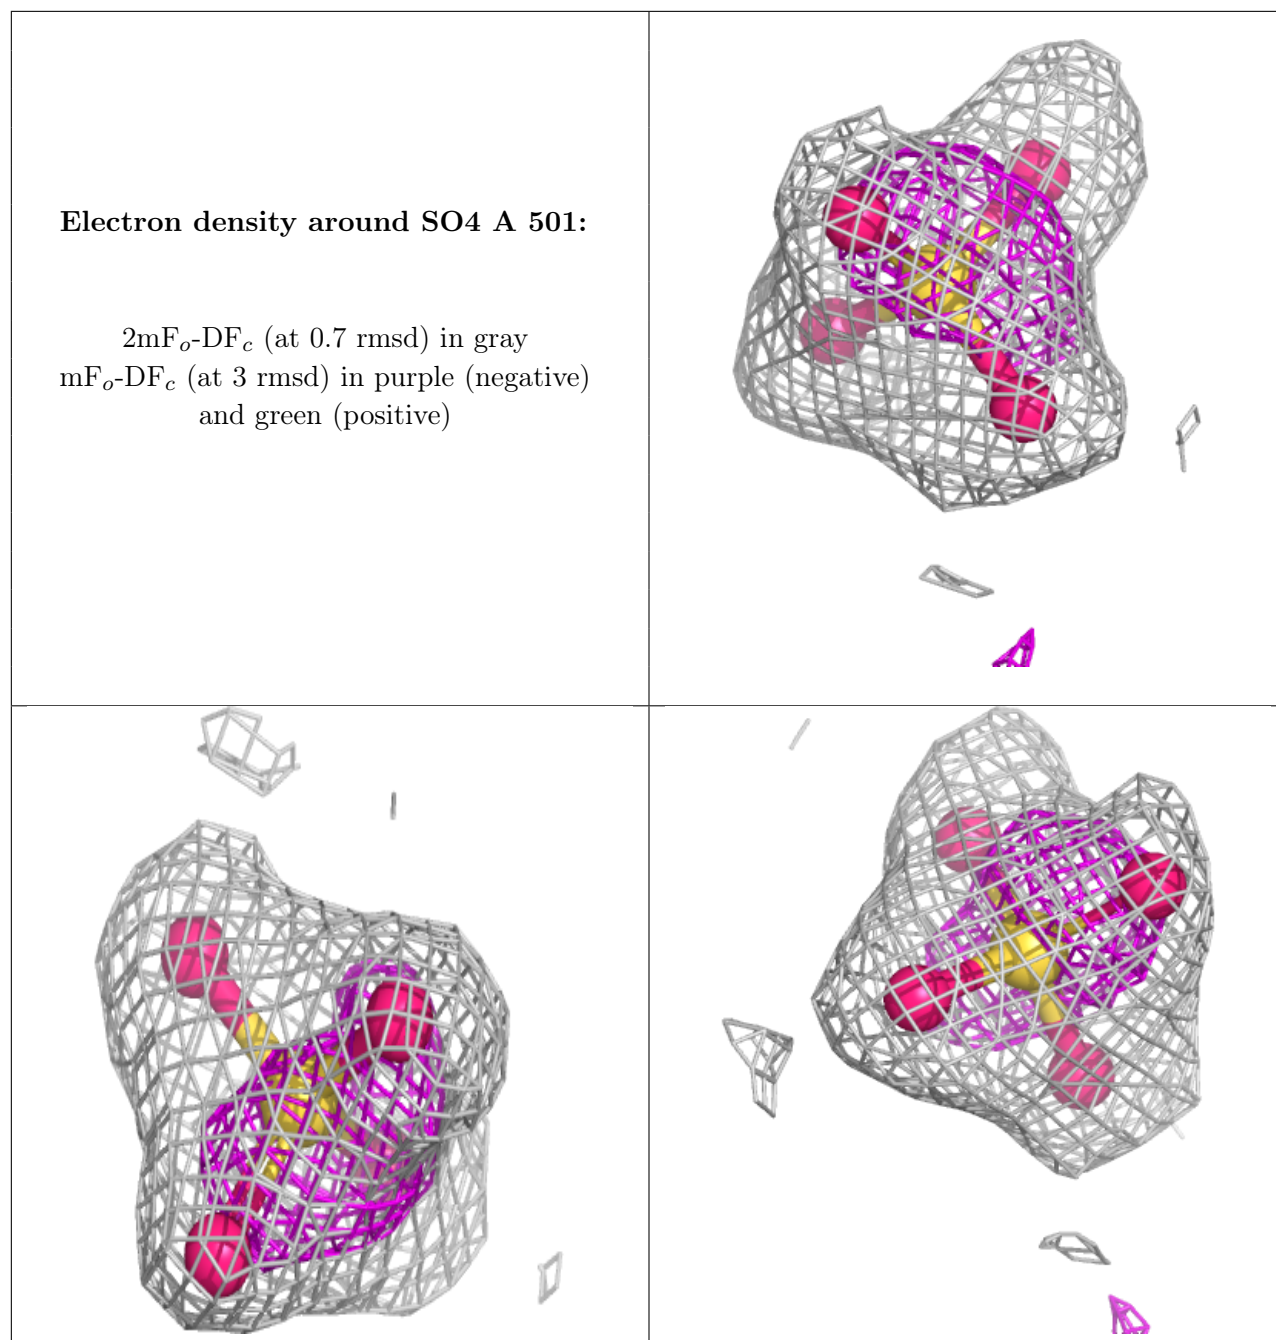 Electron density around SO4 A 501:
2mFo-DFc (at 0.7 rmsd) in gray
mFo-DFc (at 3 rmsd) in purple (negative)
and green (positive)